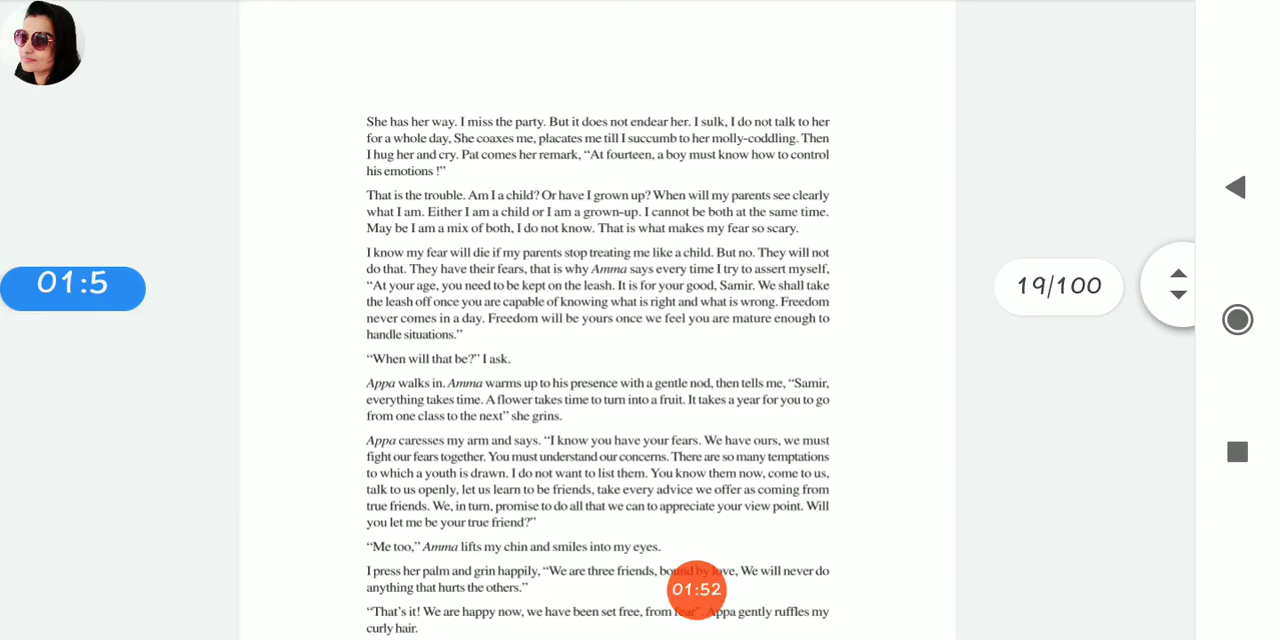 She has her way. I miss the party. But it does not endear her. I sulk, I do not talk to her
for a whole day, She coaxes me, placates me till I succumb to her molly-coddling. Then
I hug her and cry. Pat comes her remark, “At fourteen, a boy must know how to control
his emotions !”
That is the trouble. Am I a child? Or have I grown up? When will my parents see clearly
what I am. Either I am a child or I am a grown-up. I cannot be both at the same time.
May be I am a mix of both, I do not know. That is what makes my fear so scary.
01:5
I know my fear will die if my parents stop treating me like a child. But no. They will not
do that. They have their fears, that is why Amma says every time I try to assert myself,
“At your age, you need to be kept on the leash. It is for your good, Samir. We shall take
the leash off once you are capable of knowing what is right and what is wrong. Freedom
never comes in a day. Freedom will be yours once we feel you are mature enough to
handle situations.”
19/100
“When will that be?” I ask.
Appa walks in. Amma warms up to his presence with a gentle nod, then tells me, “Samir,
everything takes time. A flower takes time to turn into a fruit. It takes a year for you to go
from one class to the next” she grins.
Appa caresses my arm and says. “I know you have your fears. We have ours, we must
fight our fears together. You must understand our concerns. There are so many temptations
to which a youth is drawn. I do not want to list them. You know them now, come to us,
talk to us openly, let us learn to be friends, take every advice we offer as coming from
true friends. We, in turn, promise to do all that we can to appreciate your view point. Will
you let me be your true friend?”
“Me too,” Amma lifts my chin and smiles into my eyes.
I press her palm and grin happily, “We are three friends, bound by love, We will never do
anything that hurts the others.”
01:52
“That's it! We are happy now, we have been set free, from fear”. Appa gently ruffles my
curly hair.